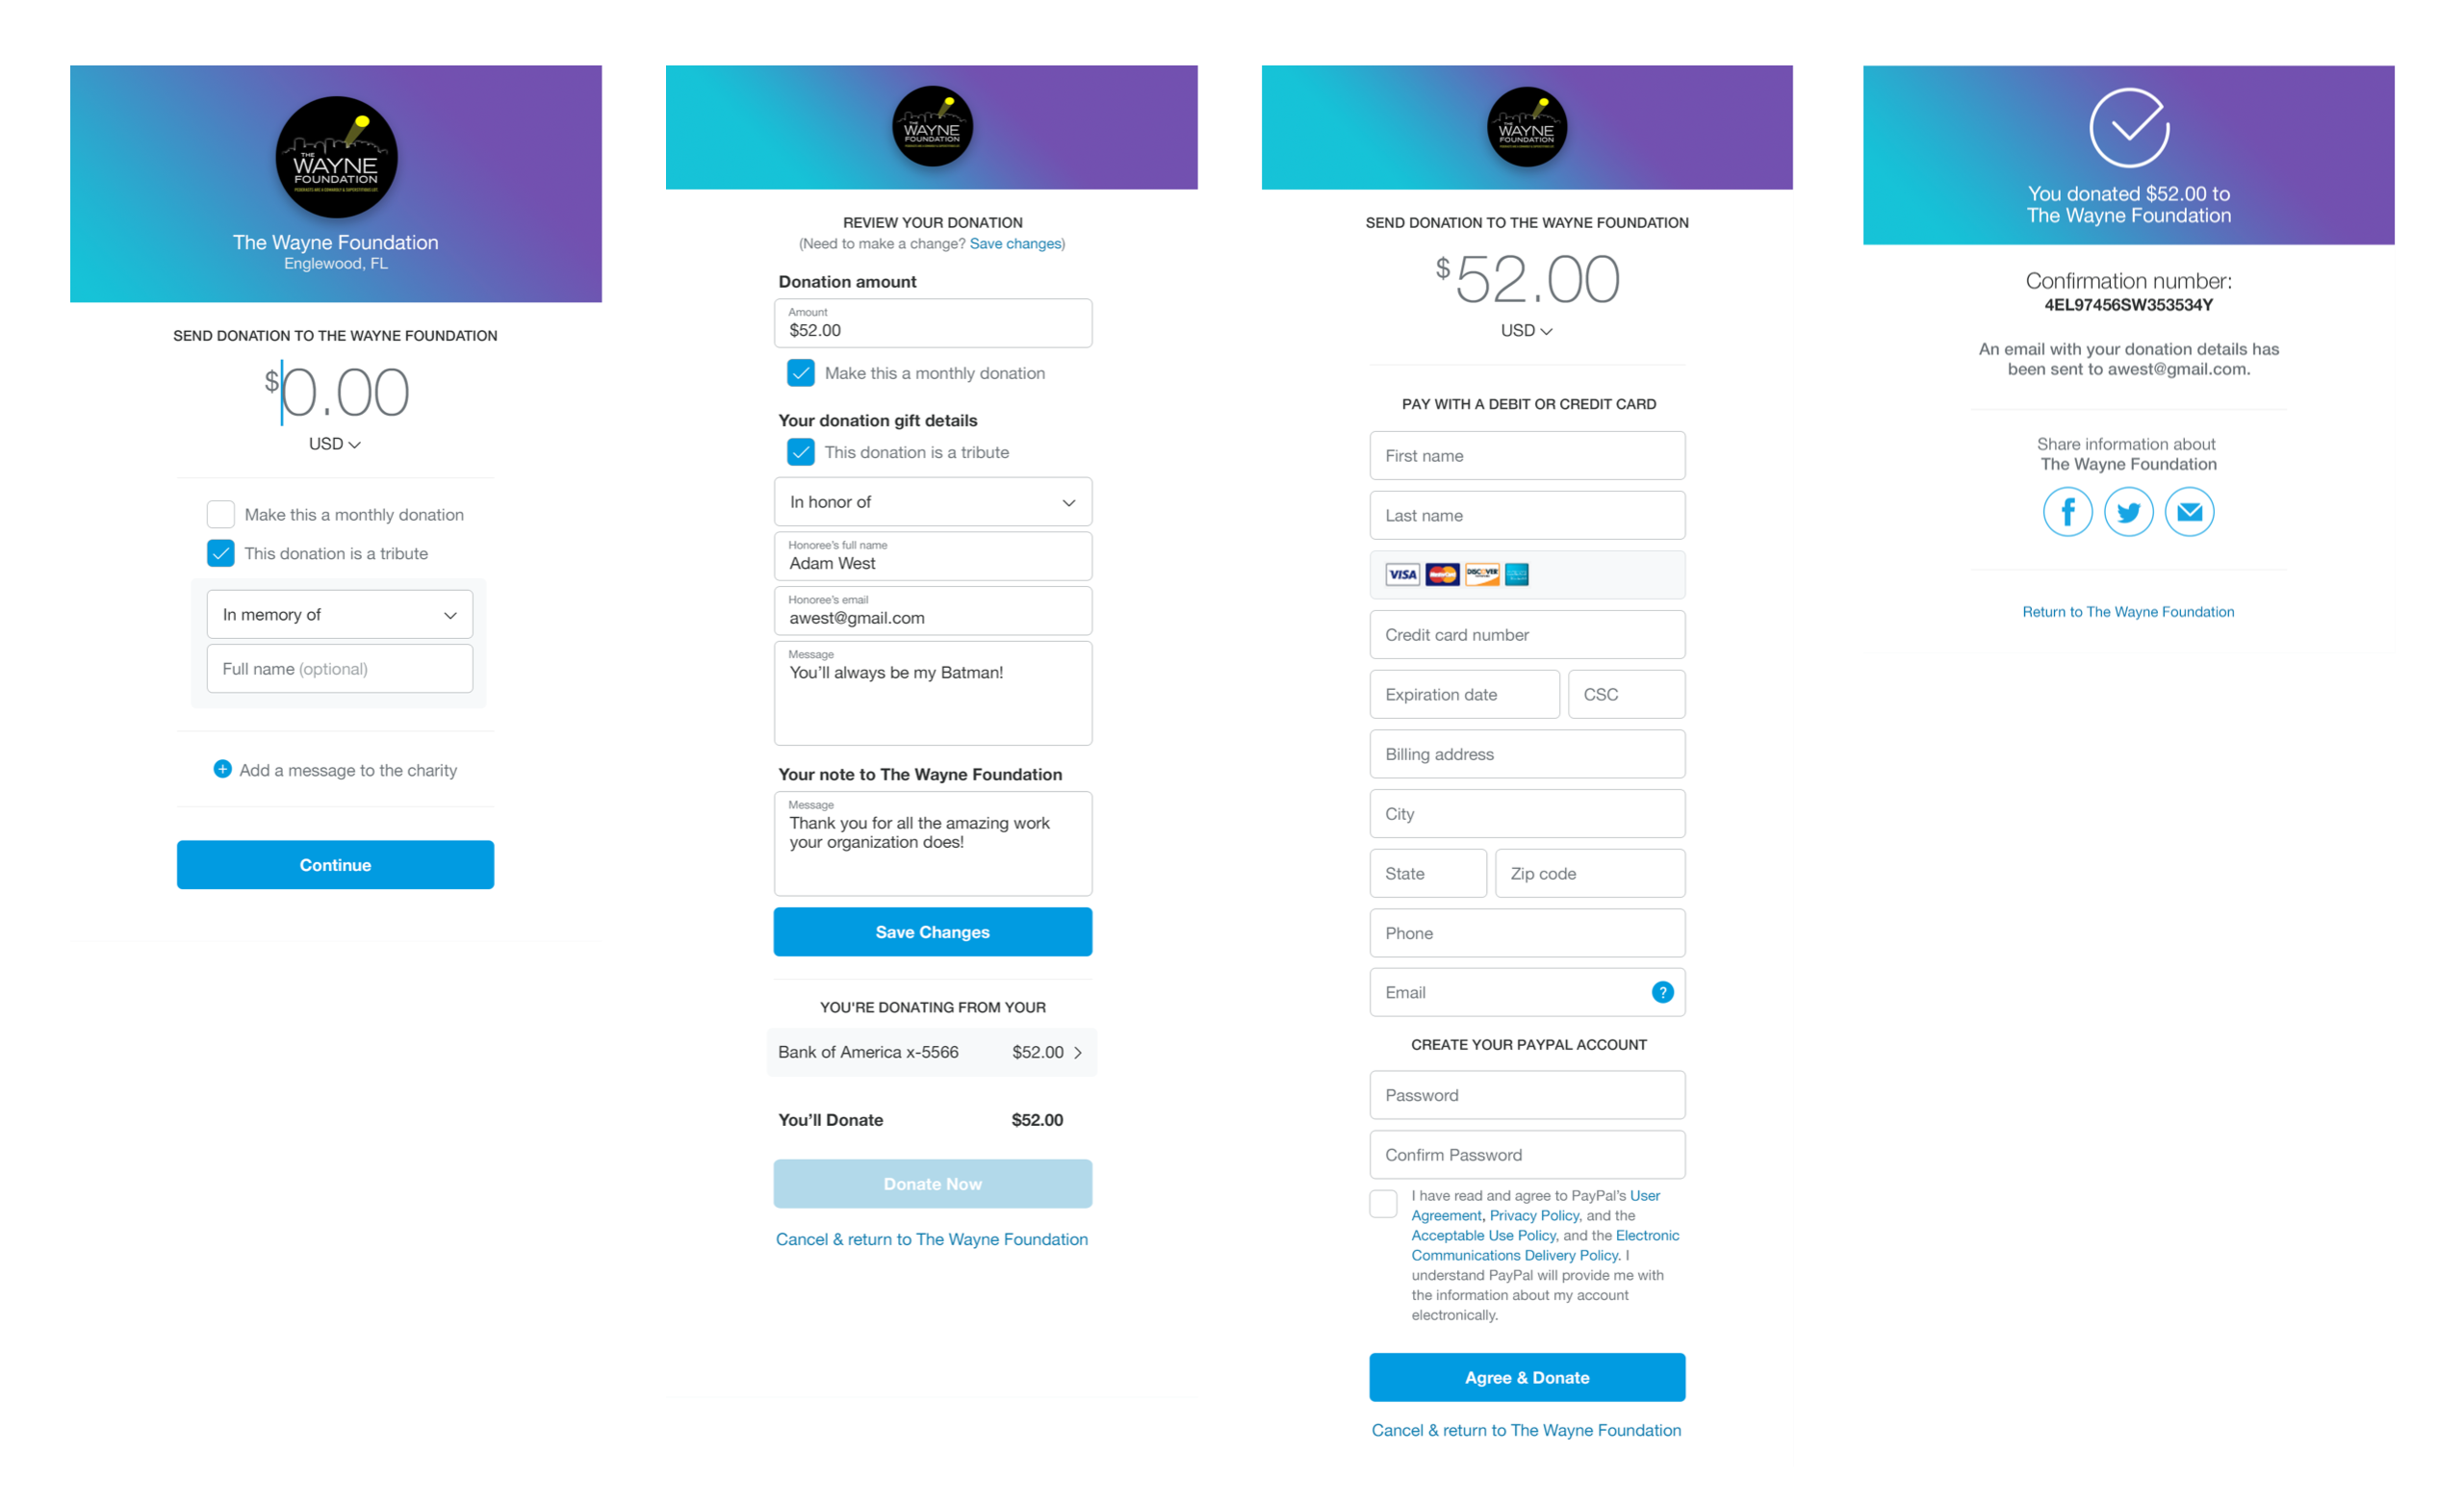 THE
WAYNE
FOUNDATION
The Wayne Foundation
Englewood, FL
SEND DONATION TO THE WAYNE FOUNDATION
$0.00
USD
Make this a monthly donation
This donation is a tribute
In memory of
Full name (optional)
Add a message to the charity
Continue
THE
WAYNE
FOUNDATION
REVIEW YOUR DONATION
(Need to make a change? Save changes)
Donation amount
Amount
$52.00
Make this a monthly donation
Your donation gift details
This donation is a tribute
In honor of
Honoree's full name
Adam West
Honoree's email
awest@gmail.com
Message
You'll always be my Batman!
Your note to The Wayne Foundation
Message
Thank you for all the amazing work
your organization does!
Save Changes
YOU'RE DONATING FROM YOUR
Bank of America x-5566 $52.00
You'll Donate $52.00
Donate Now
Cancel & return to The Wayne Foundation
THE
WAYNE
FOUNDATION
SEND DONATION TO THE WAYNE FOUNDATION
$52.00
USD
PAY WITH A DEBIT OR CREDIT CARD
First name
Last name
VISA MasterCard DISCOVER
Credit card number
Expiration date CSC
Billing address
City
State Zip code
Phone
Email ?
CREATE YOUR PAYPAL ACCOUNT
Password
Confirm Password
I have read and agree to PayPal's User
Agreement, Privacy Policy, and the
Acceptable Use Policy, and the Electronic
Communications Delivery Policy. I
understand PayPal will provide me with
the information about my account
electronically.
Agree & Donate
Cancel & return to The Wayne Foundation
You donated $52.00 to
The Wayne Foundation
Confirmation number:
4EL97456SW353534Y
An email with your donation details has
been sent to awest@gmail.com.
Share information about
The Wayne Foundation
Return to The Wayne Foundation